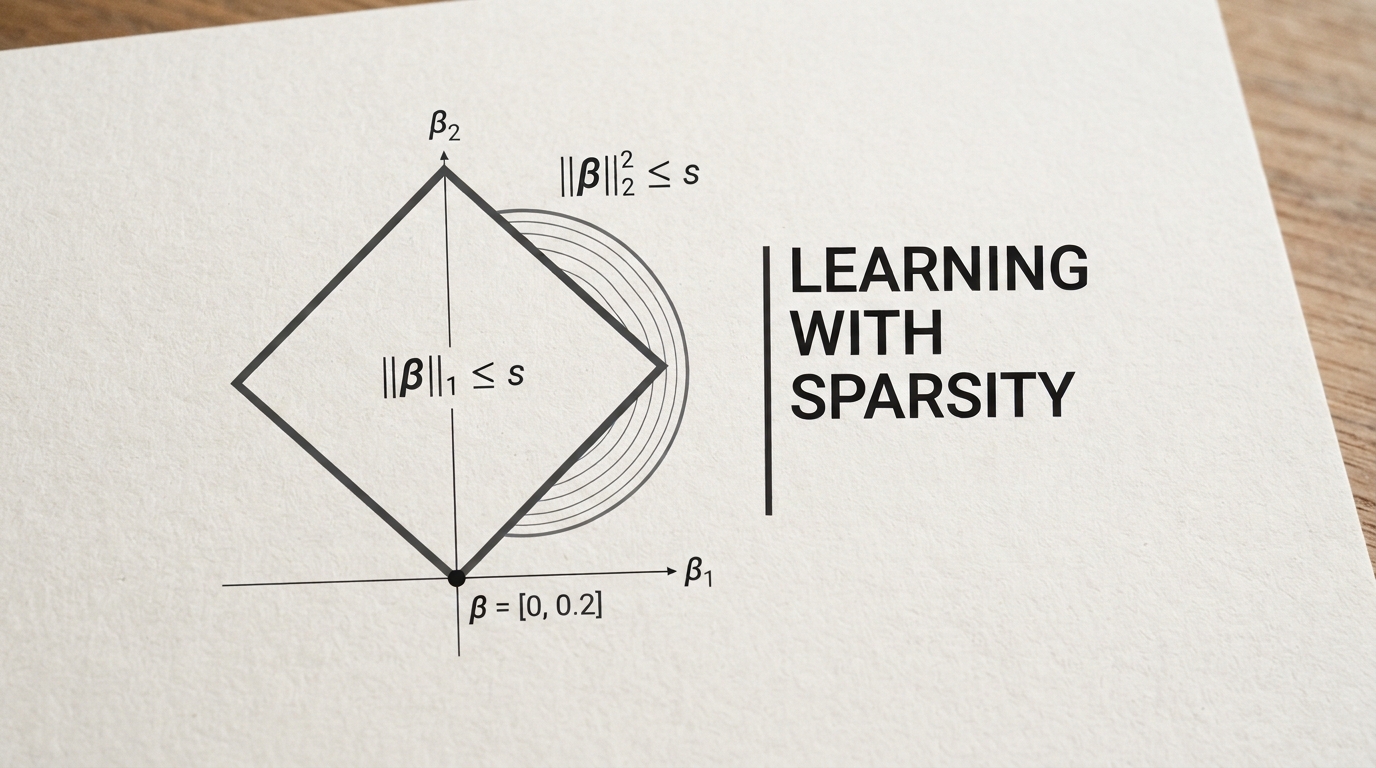 β₂
||β||₂² ≤ s
||β||₁ ≤ s
β₁
β = [0, 0.2]
LEARNING
WITH
SPARSITY